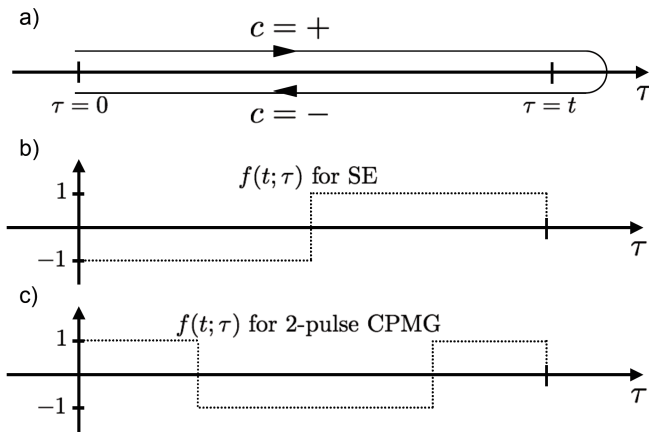 a)
c = +
τ = 0
c = −
τ = t
τ
b)
f(t; τ) for SE
1
−1
τ
c)
f(t; τ) for 2-pulse CPMG
1
−1
τ